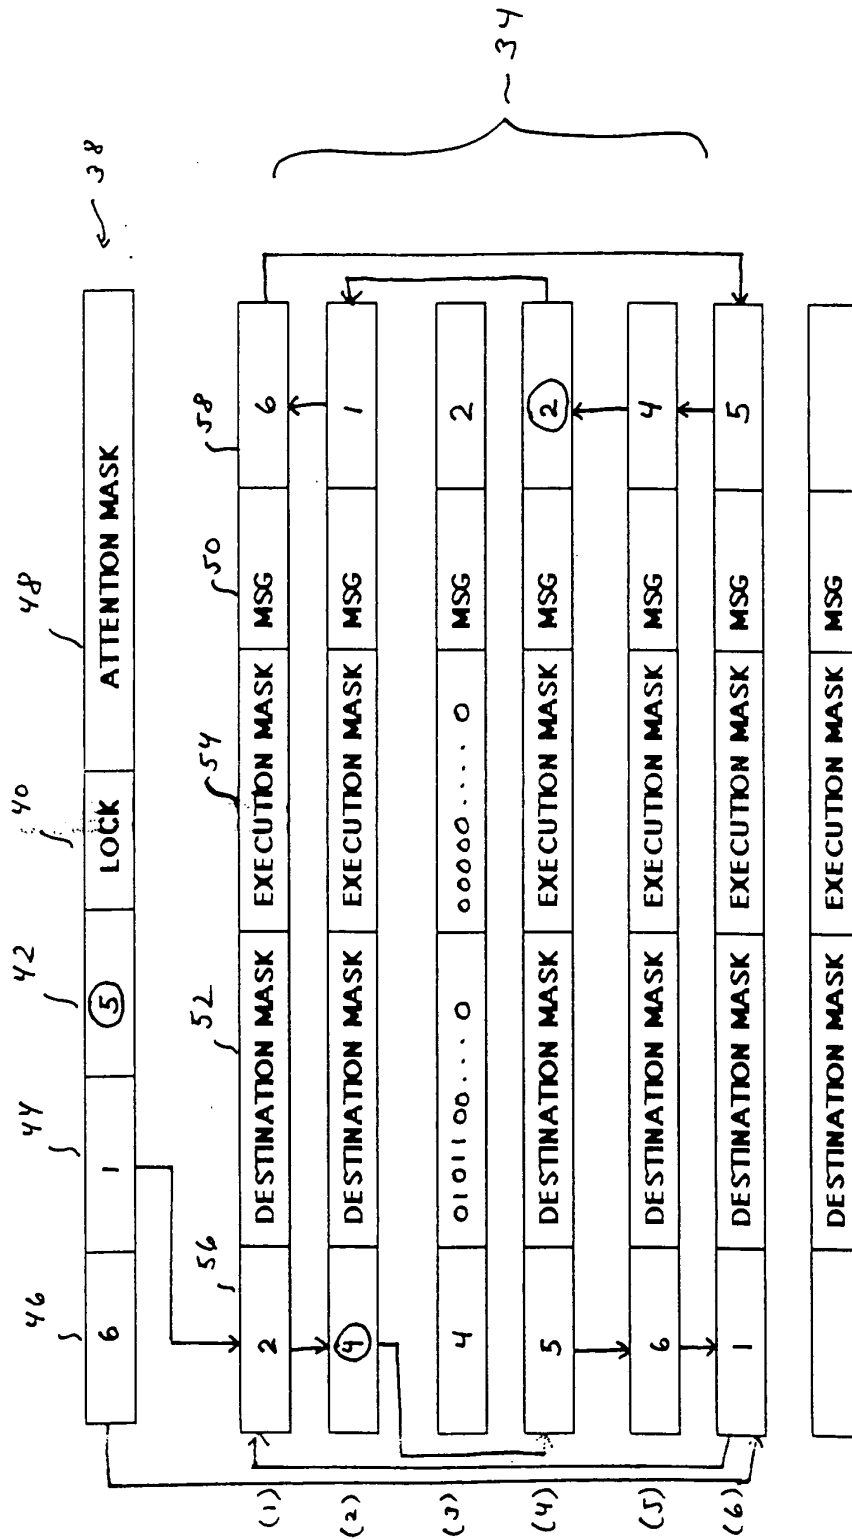 46 44 42 40 48
6 1 5 LOCK ATTENTION MASK 38
56 52 54 50 58
(1) 2 DESTINATION MASK EXECUTION MASK MSG 6
(2) 4 DESTINATION MASK EXECUTION MASK MSG 1
(3) 4 0101100...0 00000....0 MSG 2
(4) 5 DESTINATION MASK EXECUTION MASK MSG 2
(5) 6 DESTINATION MASK EXECUTION MASK MSG 4
(6) 1 DESTINATION MASK EXECUTION MASK MSG 5
DESTINATION MASK EXECUTION MASK MSG
34